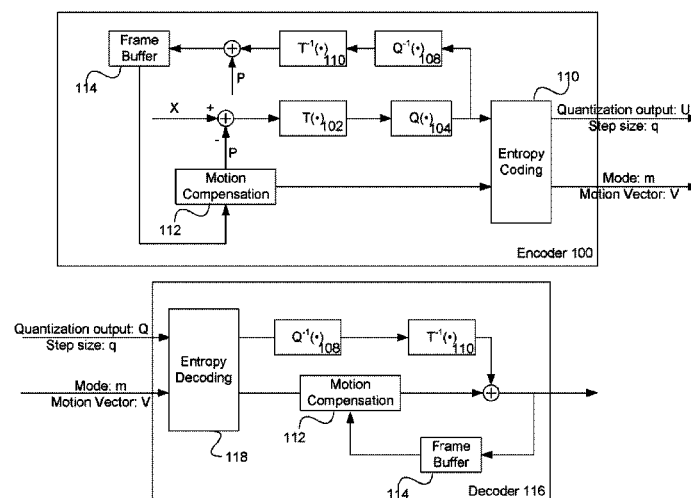 Frame
Buffer
114
T⁻¹(•)
110
Q⁻¹(•)
108
P
X
+
T(•)
102
Q(•)
104
-
P
Motion
Compensation
112
110
Entropy
Coding
Quantization output: U
Step size: q
Mode: m
Motion Vector: V
Encoder 100
Quantization output: Q
Step size: q
Mode: m
Motion Vector: V
Entropy
Decoding
118
Q⁻¹(•)
108
T⁻¹(•)
110
Motion
Compensation
112
Frame
Buffer
114
Decoder 116